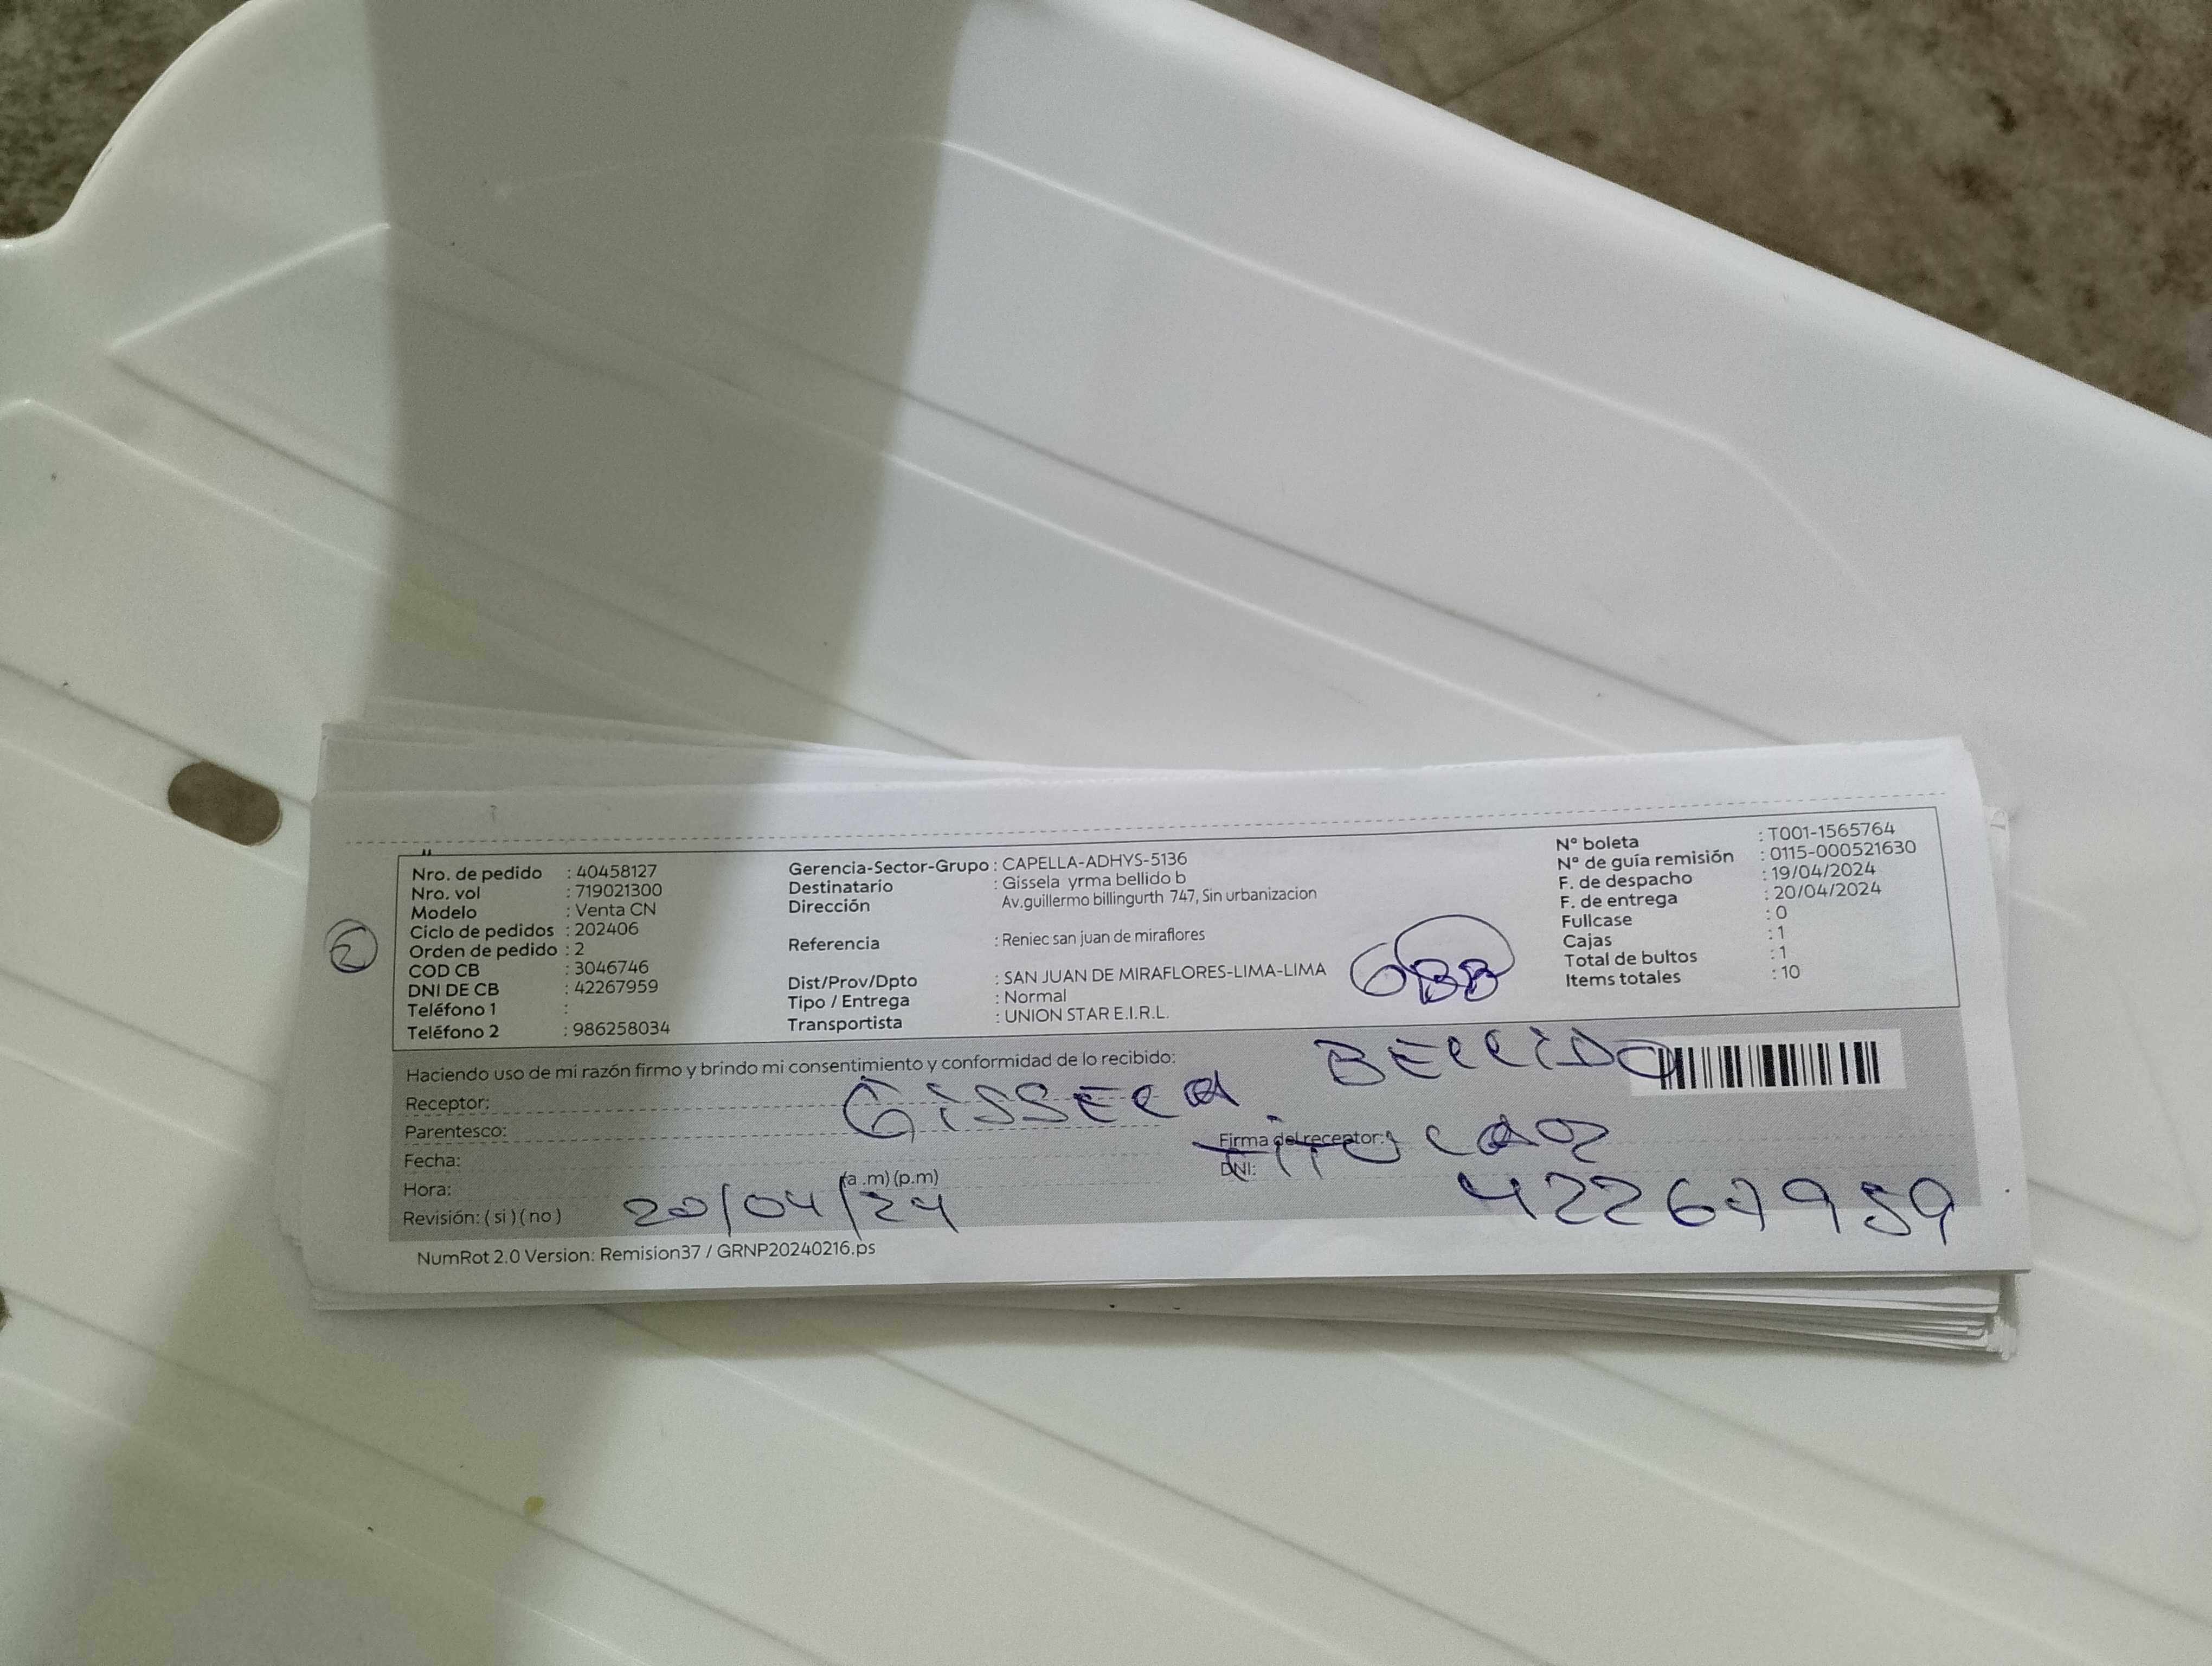 Nro. de pedido : 40458127
Nro. vol : 719021300
Modelo : Venta CN
Ciclo de pedidos : 202406
Orden de pedido : 2
COD CB : 3046746
DNI DE CB : 42267959
Teléfono 1 :
Teléfono 2 : 986258034
Gerencia-Sector-Grupo : CAPELLA-ADHYS-5136
Destinatario : Gissela yrma bellido b
Dirección Av.guillermo billingurth 747, Sin urbanizacion
Referencia : Reniec san juan de miraflores
Dist/Prov/Dpto : SAN JUAN DE MIRAFLORES-LIMA-LIMA
Tipo / Entrega : Normal
Transportista : UNION STAR E.I.R.L.
N° boleta : T001-1565764
N° de guía remisión : 0115-000521630
F. de despacho : 19/04/2024
F. de entrega : 20/04/2024
Fullcase : 0
Cajas : 1
Total de bultos : 1
Items totales : 10
2
GBB
Haciendo uso de mi razón firmo y brindo mi consentimiento y conformidad de lo recibido:
Receptor: GISSELA BELLIDO
Parentesco:
Firma del receptor: TITULAR
Fecha:
DNI: 42267959
Hora: (a .m) (p.m)
Revisión: ( si ) ( no ) 20/04/24
NumRot 2.0 Version: Remision37 / GRNP20240216.ps